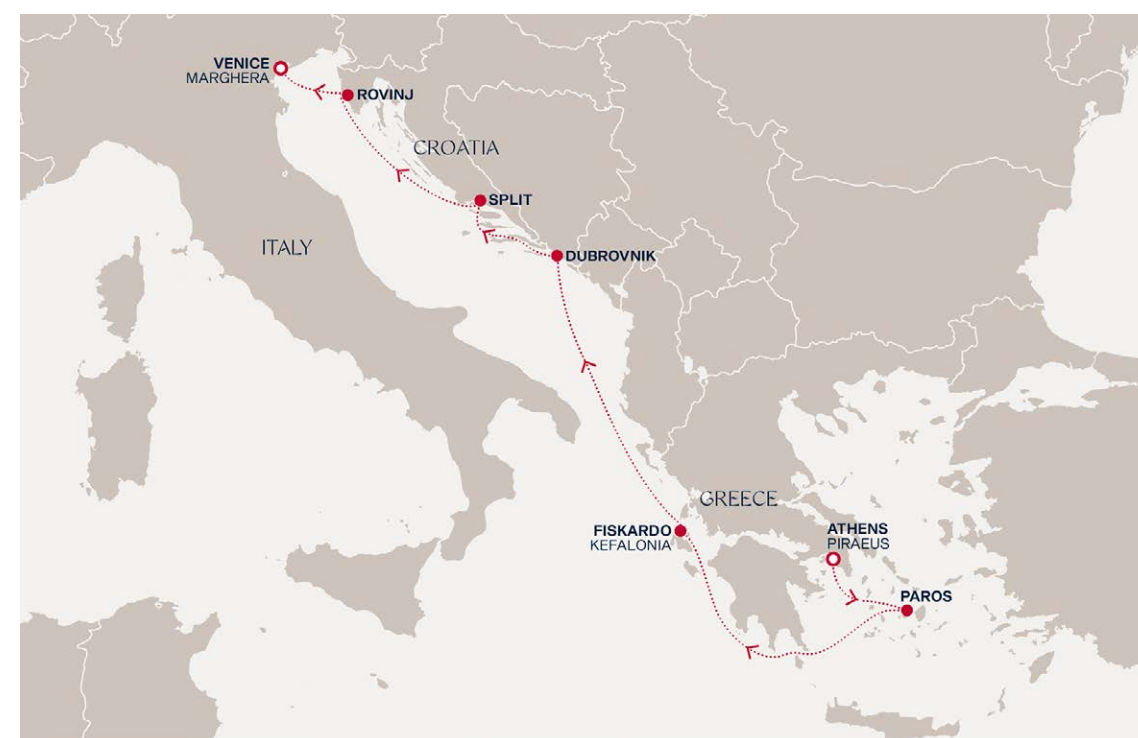 VENICE
MARGHERA
ROVINJ
CROATIA
SPLIT
ITALY
DUBROVNIK
GREECE
FISKARDO
KEFALONIA
ATHENS
PIRAEUS
PAROS